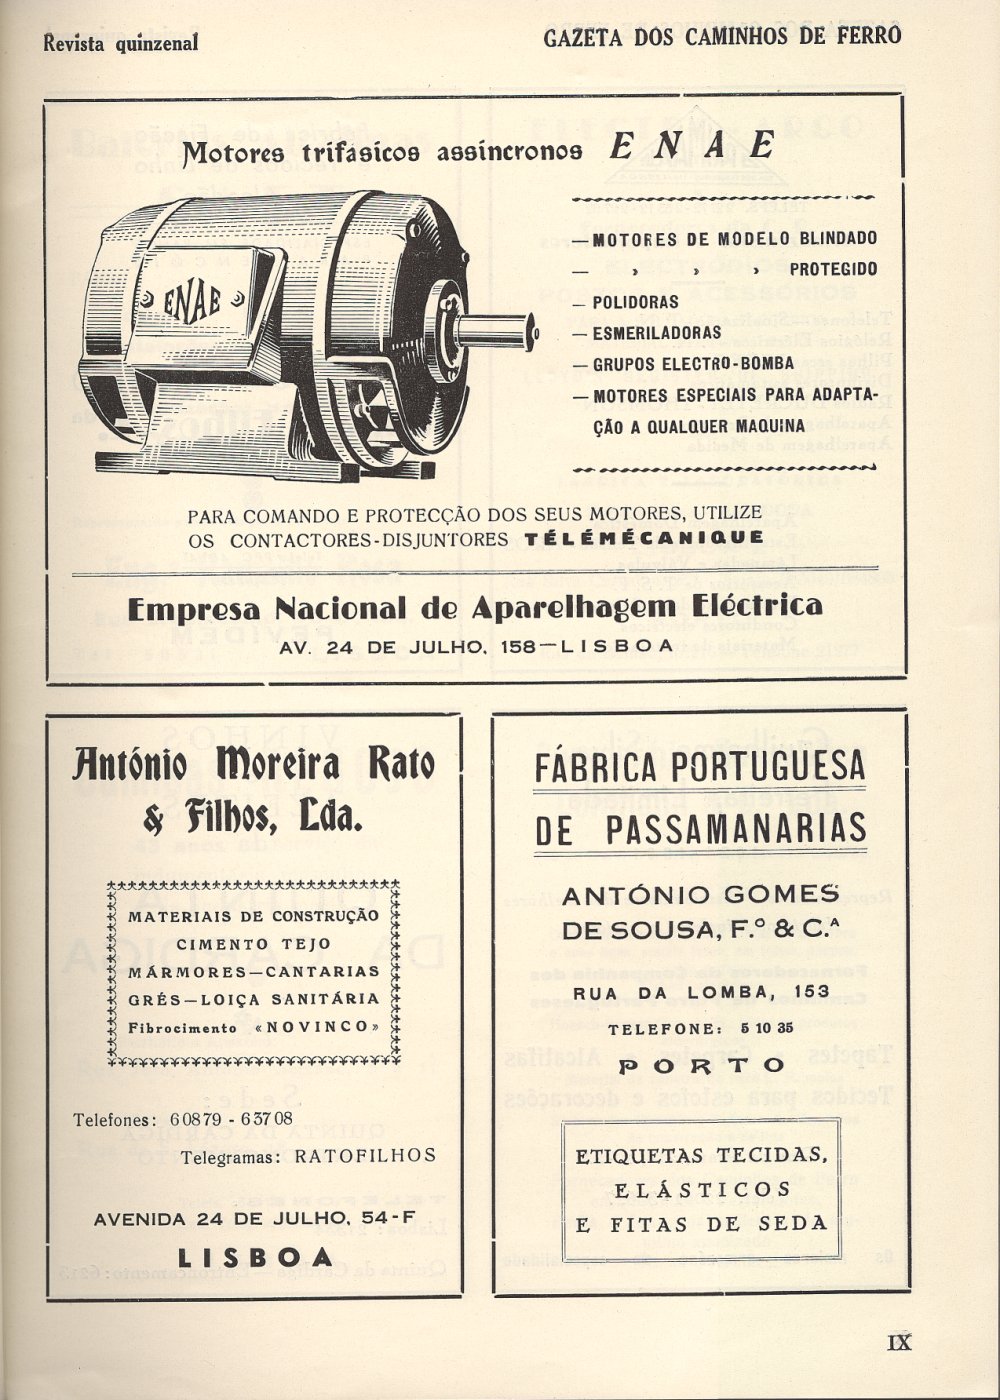 Revista quinzenal
GAZETA DOS CAMINHOS DE FERRO
Motores trifásicos assíncronos ENAE
ENAE
— MOTORES DE MODELO BLINDADO
— » » » PROTEGIDO
— POLIDORAS
— ESMERILADORAS
— GRUPOS ELECTRO-BOMBA
— MOTORES ESPECIAIS PARA ADAPTA-
ÇÃO A QUALQUER MAQUINA
PARA COMANDO E PROTECÇÃO DOS SEUS MOTORES, UTILIZE
OS CONTACTORES-DISJUNTORES TÉLÉMÉCANIQUE
Empresa Nacional de Aparelhagem Eléctrica
AV. 24 DE JULHO, 158—LISBOA
António Moreira Rato
& Filhos, Lda.
MATERIAIS DE CONSTRUÇÃO
CIMENTO TEJO
MÁRMORES—CANTARIAS
GRÉS—LOIÇA SANITÁRIA
Fibrocimento «NOVINCO»
Telefones: 60879 - 63708
Telegramas: RATOFILHOS
AVENIDA 24 DE JULHO, 54-F
LISBOA
FÁBRICA PORTUGUESA
DE PASSAMANARIAS
ANTÓNIO GOMES
DE SOUSA, F.º & C.ª
RUA DA LOMBA, 153
TELEFONE: 5 10 35
PORTO
ETIQUETAS TECIDAS,
ELÁSTICOS
E FITAS DE SEDA
IX